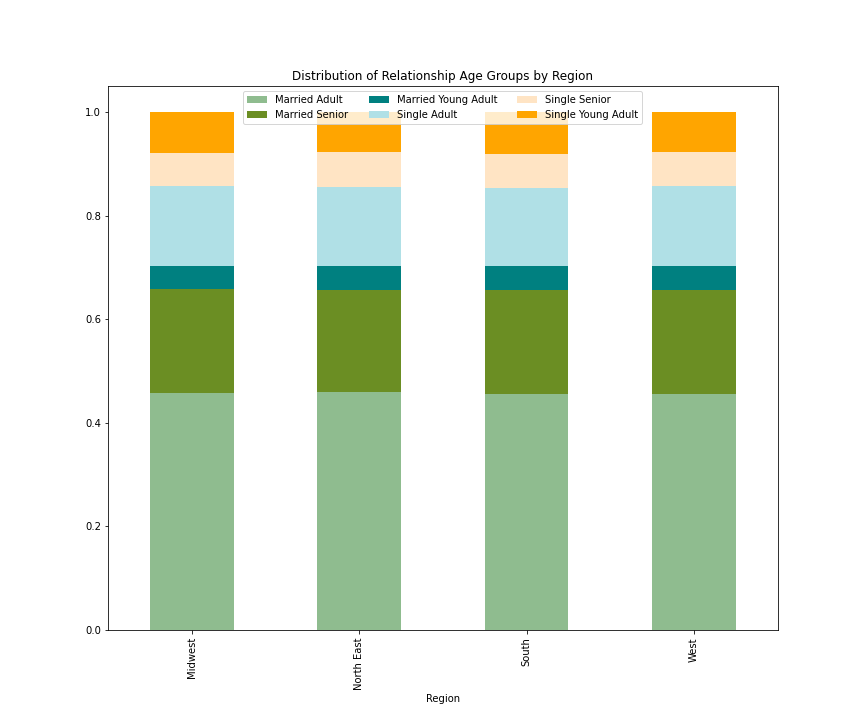 Distribution of Relationship Age Groups by Region
Married Adult Married Young Adult Single Senior
Married Senior Single Adult Single Young Adult
1.0
0.8
0.6
0.4
0.2
0.0
Midwest
North East
South
West
Region